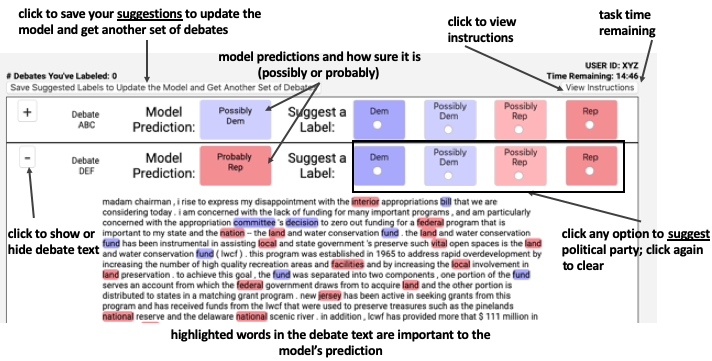 click to save your suggestions to update the
model and get another set of debates
click to view
instructions
task time
remaining
model predictions and how sure it is
(possibly or probably)
USER ID: XYZ
# Debates You've Labeled: 0
Time Remaining: 14:46
Save Suggested Labels to Update the Model and Get Another Set of Debates
View Instructions
+
Debate
ABC
Model
Prediction:
Possibly
Dem
Suggest a
Label:
Dem
Possibly
Dem
Possibly
Rep
Rep
-
Debate
DEF
Model
Prediction:
Probably
Rep
Suggest a
Label:
Dem
Possibly
Dem
Possibly
Rep
Rep
click to show or
hide debate text
madam chairman , i rise to express my disappointment with the interior appropriations bill that we are
considering today . i am concerned with the lack of funding for many important programs , and am particularly
concerned with the appropriation committee 's decision to zero out funding for a federal program that is
important to my state and the nation – the land and water conservation fund . the land and water conservation
fund has been instrumental in assisting local and state government 's preserve such vital open spaces is the land
and water conservation fund ( lwcf ) . this program was established in 1965 to address rapid overdevelopment by
increasing the number of high quality recreation areas and facilities and by increasing the local involvement in
land preservation . to achieve this goal , the fund was separated into two components , one portion of the fund
serves an account from which the federal government draws from to acquire land and the other portion is
distributed to states in a matching grant program . new jersey has been active in seeking grants from this
program and has received funds from the lwcf that were used to preserve treasures such as the pinelands
national reserve and the delaware national scenic river . in addition , lcwf has provided more that $ 111 million in
click any option to suggest
political party; click again
to clear
highlighted words in the debate text are important to the
model's prediction